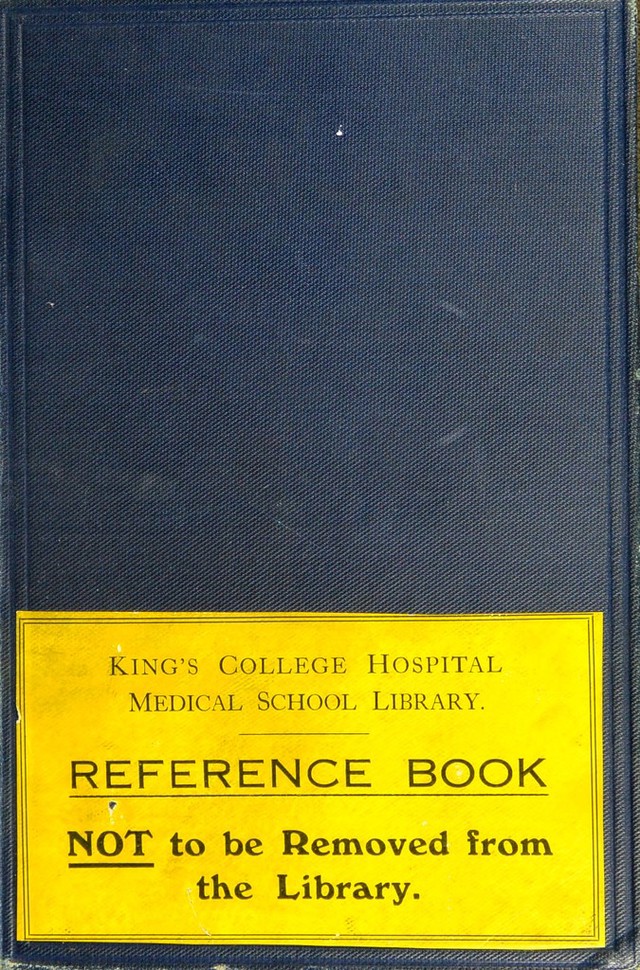 KING'S COLLEGE HOSPITAL
MEDICAL SCHOOL LIBRARY.
REFERENCE BOOK
NOT to be Removed from
the Library.